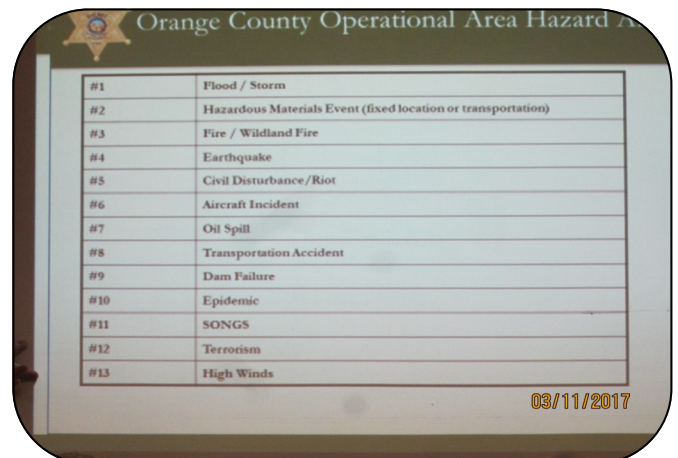 Orange County Operational Area Hazard A
#1 Flood / Storm
#2 Hazardous Materials Event (fixed location or transportation)
#3 Fire / Wildland Fire
#4 Earthquake
#5 Civil Disturbance/Riot
#6 Aircraft Incident
#7 Oil Spill
#8 Transportation Accident
#9 Dam Failure
#10 Epidemic
#11 SONGS
#12 Terrorism
#13 High Winds
03/11/2017